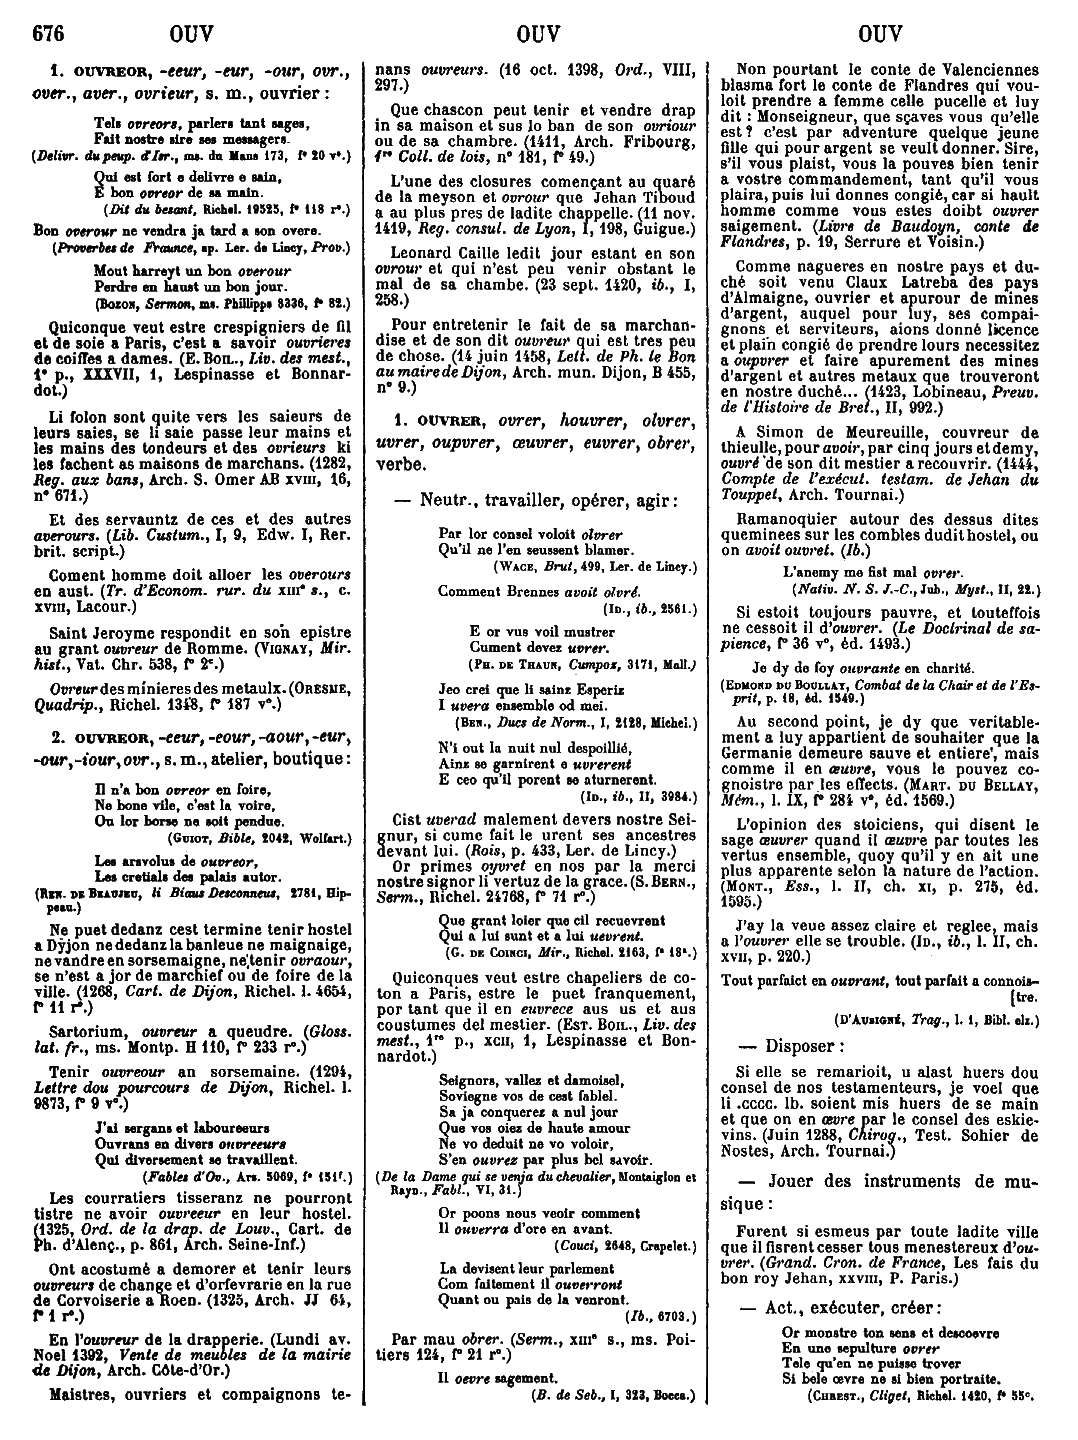 676 OUV OUV OUV
1. OUVREOR, -eeur, -eur, -our, ovr.,
over., aver., ovrieur, s. m., ouvrier :
Tels ovreors, parlers tant sages,
Fait nostre sire ses messagers.
(Delivr. du peup. d'Isr., ms. du Mans 173, f° 20 v°.)
Qui est fort e delivre e sain,
E bon ovreor de sa main.
(Dit du besant, Richel. 19525, f° 118 r°.)
Bon overour ne vendra ja tard a son overe.
(Proverbes de Fraunce, ap. Ler. de Lincy, Prov.)
Mout harreyt un bon overour
Perdre en haust un bon jour.
(Bozon, Sermon, ms. Phillipps 8336, f° 82.)
Quiconque veut estre crespigniers de fil
et de soie a Paris, c'est a savoir ouvrieres
de coiffes a dames. (E. Boil., Liv. des mest.,
1e p., XXXVII, 1, Lespinasse et Bonnar-
dot.)
Li folon sont quite vers les saieurs de
leurs saies, se li saie passe leur mains et
les mains des tondeurs et des ovrieurs ki
les fachent as maisons de marchans. (1282,
Reg. aux bans, Arch. S. Omer AB xviii, 16,
n° 671.)
Et des servauntz de ces et des autres
averours. (Lib. Custum., I, 9, Edw. I, Rer.
brit. script.)
Coment homme doit alloer les overours
en aust. (Tr. d'Econom. rur. du xiiie s., c.
xviii, Lacour.)
Saint Jeroyme respondit en son epistre
au grant ouvreur de Romme. (Vignay, Mir.
hist., Vat. Chr. 538, f° 2c.)
Ovreur des minieres des metaulx. (Oresme,
Quadrip., Richel. 1348, f° 187 v°.)
2. OUVREOR, -eeur, -eour, -aour, -eur,
-our, -iour, ovr., s. m., atelier, boutique :
Il n'a bon ovreor en foire,
Ne bone vile, c'est la voire,
Ou lor borse ne soit pendue.
(Guiot, Bible, 2042, Wolfart.)
Les arsvolus de ouvreor,
Les cretials des palais autor.
(Ren. de Beaujeu, li Biaus Desconneus, 2781, Hip-
peau.)
Ne puet dedanz cest termine tenir hostel
a Dyjon ne dedanz la banleue ne maignaige,
ne vandre en sorsemaigne, ne tenir ovraour,
se n'est a jor de marchief ou de foire de la
ville. (1268, Cart. de Dijon, Richel. l. 4654,
f° 11 r°.)
Sartorium, ouvreur a queudre. (Gloss.
lat. fr., ms. Montp. H 110, f° 233 r°.)
Tenir ouvreour an sorsemaine. (1294,
Lettre dou pourcours de Dijon, Richel. l.
9873, f° 9 v°.)
J'ai sergans et laboureeurs
Ouvrans en divers ouvreeurs
Qui diversement se travaillent.
(Fables d'Ov., Ars. 5069, f° 151f.)
Les courratiers tisseranz ne pourront
tistre ne avoir ouvreeur en leur hostel.
(1325, Ord. de la drap. de Louv., Cart. de
Ph. d'Alenç., p. 861, Arch. Seine-Inf.)
Ont acostumé a demorer et tenir leurs
ouvreurs de change et d'orfevrarie en la rue
de Corvoiserie a Roen. (1325, Arch. JJ 64,
f° 1 r°.)
En l'ouvreur de la drapperie. (Lundi av.
Noel 1392, Vente de meubles de la mairie
de Dijon, Arch. Côte-d'Or.)
Maistres, ouvriers et compaignons te-
nans ouvreurs. (16 oct. 1398, Ord., VIII,
297.)
Que chascon peut tenir et vendre drap
in sa maison et sus lo ban de son ovriour
ou de sa chambre. (1411, Arch. Fribourg,
1re Coll. de lois, n° 181, f° 49.)
L'une des closures començant au quaré
de la meyson et ovrour que Jehan Tiboud
a au plus pres de ladite chappelle. (11 nov.
1419, Reg. consul. de Lyon, I, 198, Guigue.)
Leonard Caille ledit jour estant en son
ovrour et qui n'est peu venir obstant le
mal de sa chambe. (23 sept. 1420, ib., I,
258.)
Pour entretenir le fait de sa marchan-
dise et de son dit ouvreur qui est tres peu
de chose. (14 juin 1458, Lett. de Ph. le Bon
au maire de Dijon, Arch. mun. Dijon, B 455,
n° 9.)
1. OUVRER, ovrer, houvrer, olvrer,
uvrer, oupvrer, œuvrer, euvrer, obrer,
verbe.
— Neutr., travailler, opérer, agir :
Par lor consel voloit olvrer
Qu'il ne l'en seussent blamer.
(Wace, Brut, 499, Ler. de Lincy.)
Comment Brennes avoit olvré.
(Id., ib., 2561.)
E or vus voil mustrer
Cument devez uvrer.
(Ph. de Thaun, Cumpoz, 3171, Mall.)
Jeo crei que li sainz Esperiz
I uvera ensemble od mei.
(Ben., Ducs de Norm., I, 2128, Michel.)
N'i out la nuit nul despoillié,
Ainz se garnirent e uvrerent
E ceo qu'il porent se aturnerent.
(Id., ib., II, 3984.)
Cist uverad malement devers nostre Sei-
gnur, si cume fait le urent ses ancestres
devant lui. (Rois, p. 433, Ler. de Lincy.)
Or primes oyvret en nos par la merci
nostre signor li vertuz de la grace. (S. Bern.,
Serm., Richel. 24768, f° 71 r°.)
Que grant loier que cil recuevrent
Qui a lui sunt et a lui uevrent.
(G. de Coinci, Mir., Richel. 2163, f° 18a.)
Quiconques veut estre chapeliers de co-
ton a Paris, estre le puet franquement,
por tant que il en euvrece aus us et aus
coustumes del mestier. (Est. Boil., Liv. des
mest., 1re p., xcii, 1, Lespinasse et Bon-
nardot.)
Seignors, vallez et damoisel,
Soviegne vos de cest fablel.
Sa ja conquerez a nul jour
Que vos oiez de haute amour
Ne vo deduit ne vo voloir,
S'en ouvrez par plus bel savoir.
(De la Dame qui se venja du chevalier, Montaiglon et
Rayn., Fabl., VI, 31.)
Or poons nous veoir comment
Il ouverra d'ore en avant.
(Couci, 2648, Crapelet.)
La devisent leur parlement
Com faitement il ouverront
Quant ou pais de la venront.
(Ib., 6703.)
Par mau obrer. (Serm., xiiie s., ms. Poi-
tiers 124, f° 21 r°.)
Il oevre sagement.
(B. de Seb., I, 323, Bocca.)
Non pourtant le conte de Valenciennes
blasma fort le conte de Flandres qui vou-
loit prendre a femme celle pucelle et luy
dit : Monseigneur, que sçaves vous qu'elle
est ? c'est par adventure quelque jeune
fille qui pour argent se veult donner. Sire,
s'il vous plaist, vous la pouves bien tenir
a vostre commandement, tant qu'il vous
plaira, puis lui donnes congié, car si hault
homme comme vous estes doibt ouvrer
saigement. (Livre de Baudoyn, conte de
Flandres, p. 19, Serrure et Voisin.)
Comme nagueres en nostre pays et du-
ché soit venu Claux Latreba des pays
d'Almaigne, ouvrier et apurour de mines
d'argent, auquel pour luy, ses compai-
gnons et serviteurs, aions donné licence
et plain congié de prendre leurs necessitez
a oupvrer et faire apurement des mines
d'argent et autres metaux que trouveront
en nostre duché... (1423, Lobineau, Preuv.
de l'Histoire de Bret., II, 992.)
A Simon de Meureuille, couvreur de
thieulle, pour avoir, par cinq jours et demy,
ouvré de son dit mestier a recouvrir. (1444,
Compte de l'exécut. testam. de Jehan du
Touppet, Arch. Tournai.)
Ramanoquier autour des dessus dites
queminees sur les combles dudit hostel, ou
on avoit ouvret. (Ib.)
L'anemy me fist mal ovrer.
(Nativ. N. S. J.-C., Jub., Myst., II, 22.)
Si estoit toujours pauvre, et touteffois
ne cessoit il d'ouvrer. (Le Doctrinal de sa-
pience, f° 36 v°, éd. 1493.)
Je dy de foy ouvrante en charité.
(Edmond du Boullay, Combat de la Chair et de l'Es-
prit, p. 18, éd. 1549.)
Au second point, je dy que veritable-
ment a luy appartient de souhaiter que la
Germanie demeure sauve et entiere, mais
comme il en œuvre, vous le pouvez co-
gnoistre par les effects. (Mart. du Bellay,
Mém., l. IX, f° 284 v°, éd. 1569.)
L'opinion des stoiciens, qui disent le
sage œuvrer quand il œuvre par toutes les
vertus ensemble, quoy qu'il y en ait une
plus apparente selon la nature de l'action.
(Mont., Ess., l. II, ch. xi, p. 275, éd.
1595.)
J'ay la veue assez claire et reglee, mais
a l'ouvrer elle se trouble. (Id., ib., l. II, ch.
xvii, p. 220.)
Tout parfaict en ouvrant, tout parfait a connois-
[tre.
(D'Aubigné, Trag., l. 1, Bibl. elz.)
— Disposer :
Si elle se remarioit, u alast huers dou
consel de nos testamenteurs, je voel que
li .cccc. lb. soient mis huers de se main
et que on en œvre par le consel des eskie-
vins. (Juin 1288, Chirog., Test. Sohier de
Nostes, Arch. Tournai.)
— Jouer des instruments de mu-
sique :
Furent si esmeus par toute ladite ville
que il fisrent cesser tous menestereux d'ou-
vrer. (Grand. Cron. de France, Les fais du
bon roy Jehan, xxviii, P. Paris.)
— Act., exécuter, créer :
Or monstre ton sens et descoevre
En une sepulture ovrer
Tele qu'en ne puisse trover
Si bele œvre ne si bien portraite.
(Chrest., Cliget, Richel. 1420, f° 55c.